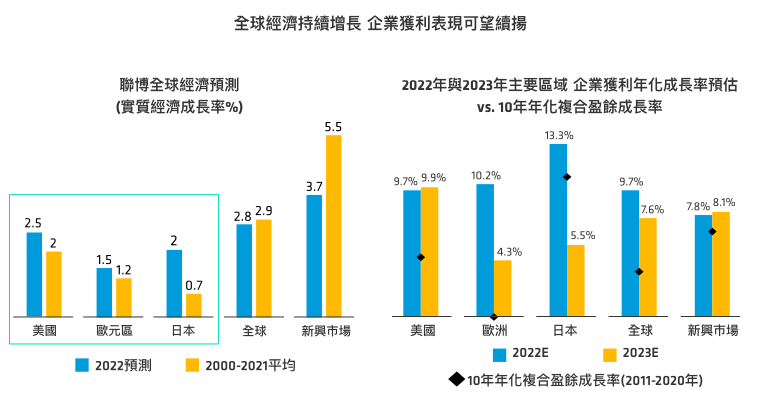 全球經濟持續增長 企業獲利表現可望續揚
聯博全球經濟預測
(實質經濟成長率%)
2.5
2
1.5
1.2
2
0.7
2.8
2.9
3.7
5.5
美國
歐元區
日本
全球
新興市場
2022預測
2000-2021平均
2022年與2023年主要區域 企業獲利年化成長率預估
vs. 10年年化複合盈餘成長率
9.7%
9.9%
10.2%
4.3%
13.3%
5.5%
9.7%
7.6%
7.8%
8.1%
美國
歐洲
日本
全球
新興市場
2022E
2023E
10年年化複合盈餘成長率(2011-2020年)